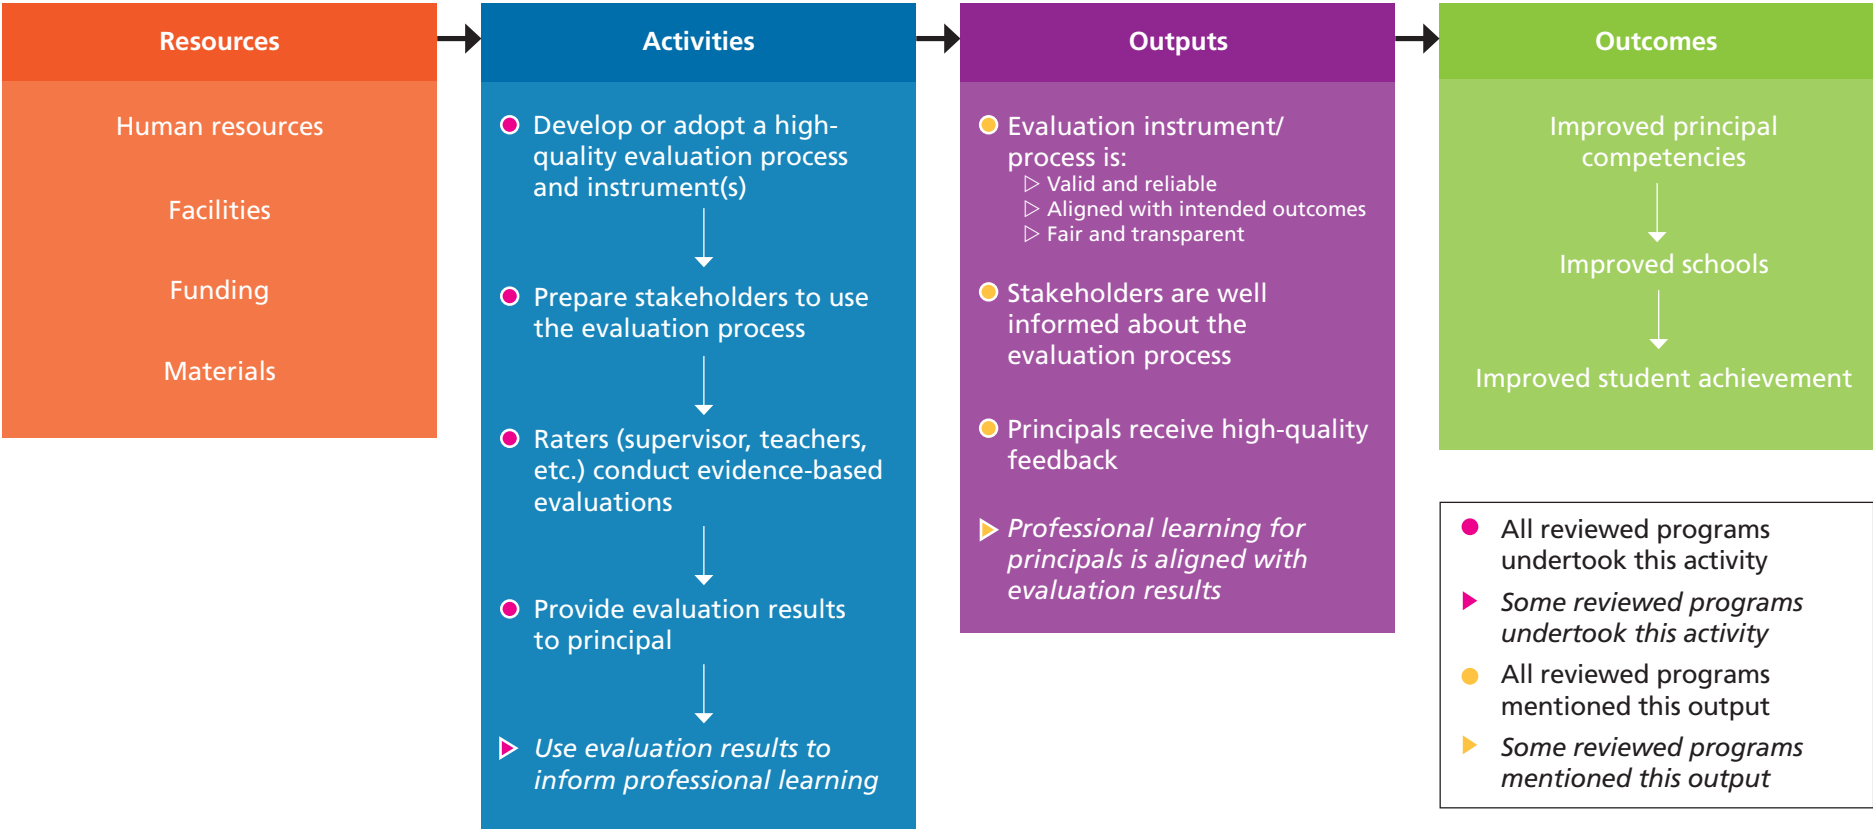 Resources
Human resources
Facilities
Funding
Materials
Activities
Develop or adopt a high-
quality evaluation process
and instrument(s)
Prepare stakeholders to use
the evaluation process
Raters (supervisor, teachers,
etc.) conduct evidence-based
evaluations
Provide evaluation results
to principal
Use evaluation results to
inform professional learning
Outputs
Evaluation instrument/
process is:
Valid and reliable
Aligned with intended outcomes
Fair and transparent
Stakeholders are well
informed about the
evaluation process
Principals receive high-quality
feedback
Professional learning for
principals is aligned with
evaluation results
Outcomes
Improved principal
competencies
Improved schools
Improved student achievement
All reviewed programs
undertook this activity
Some reviewed programs
undertook this activity
All reviewed programs
mentioned this output
Some reviewed programs
mentioned this output